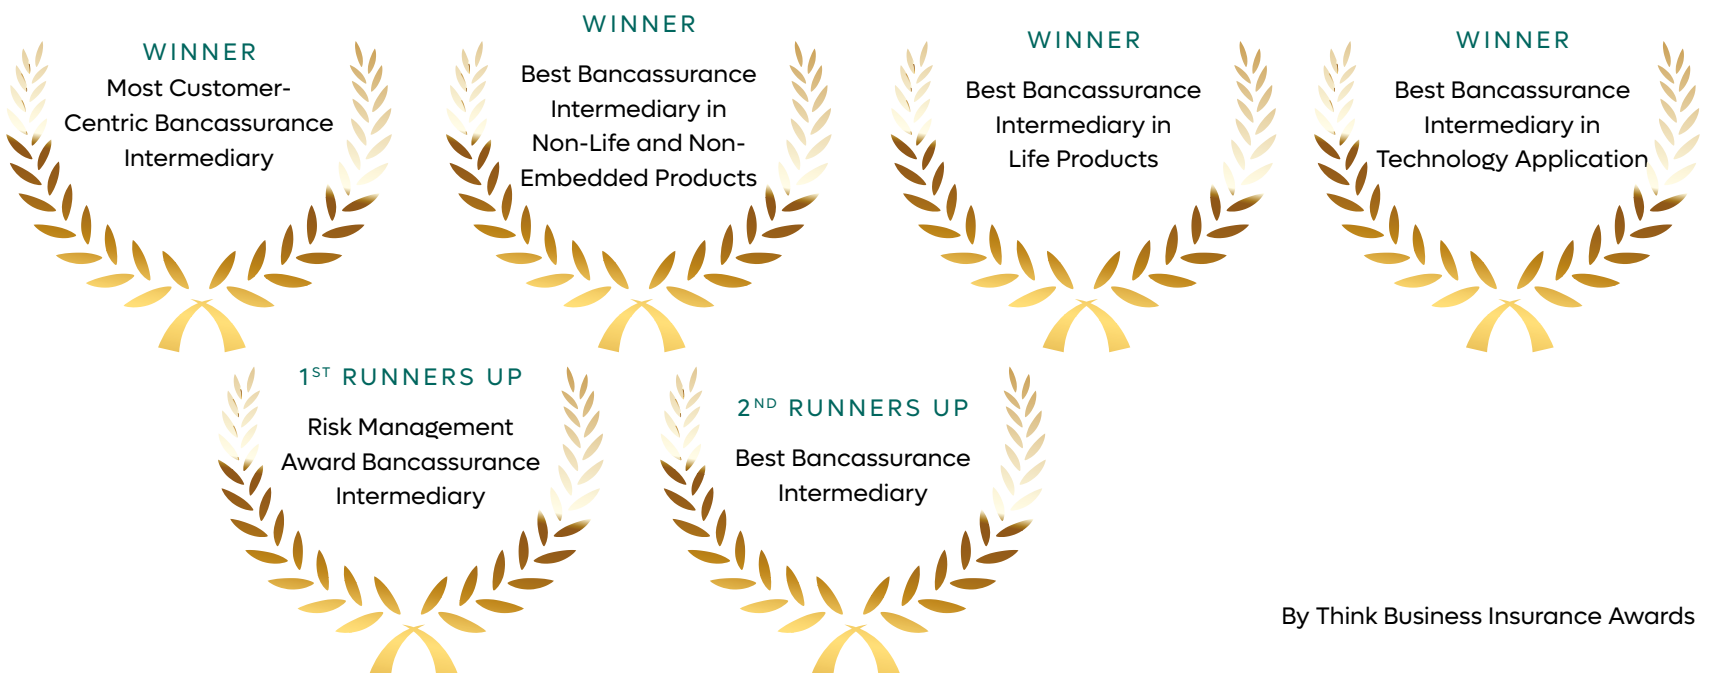 WINNER
Most Customer-
Centric Bancassurance
Intermediary
WINNER
Best Bancassurance
Intermediary in
Non-Life and Non-
Embedded Products
WINNER
Best Bancassurance
Intermediary in
Life Products
WINNER
Best Bancassurance
Intermediary in
Technology Application
1ST RUNNERS UP
Risk Management
Award Bancassurance
Intermediary
2ND RUNNERS UP
Best Bancassurance
Intermediary
By Think Business Insurance Awards